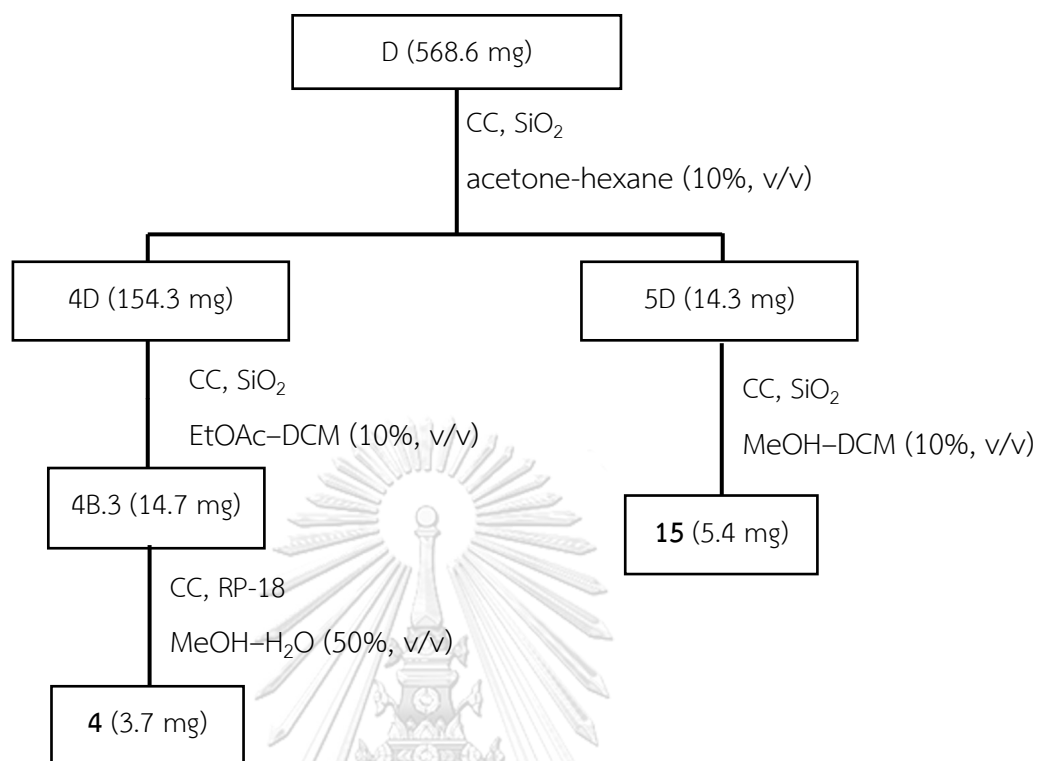 D (568.6 mg)
CC, SiO₂
acetone-hexane (10%, v/v)
4D (154.3 mg)
5D (14.3 mg)
CC, SiO₂
EtOAc–DCM (10%, v/v)
CC, SiO₂
MeOH–DCM (10%, v/v)
4B.3 (14.7 mg)
15 (5.4 mg)
CC, RP-18
MeOH–H₂O (50%, v/v)
4 (3.7 mg)